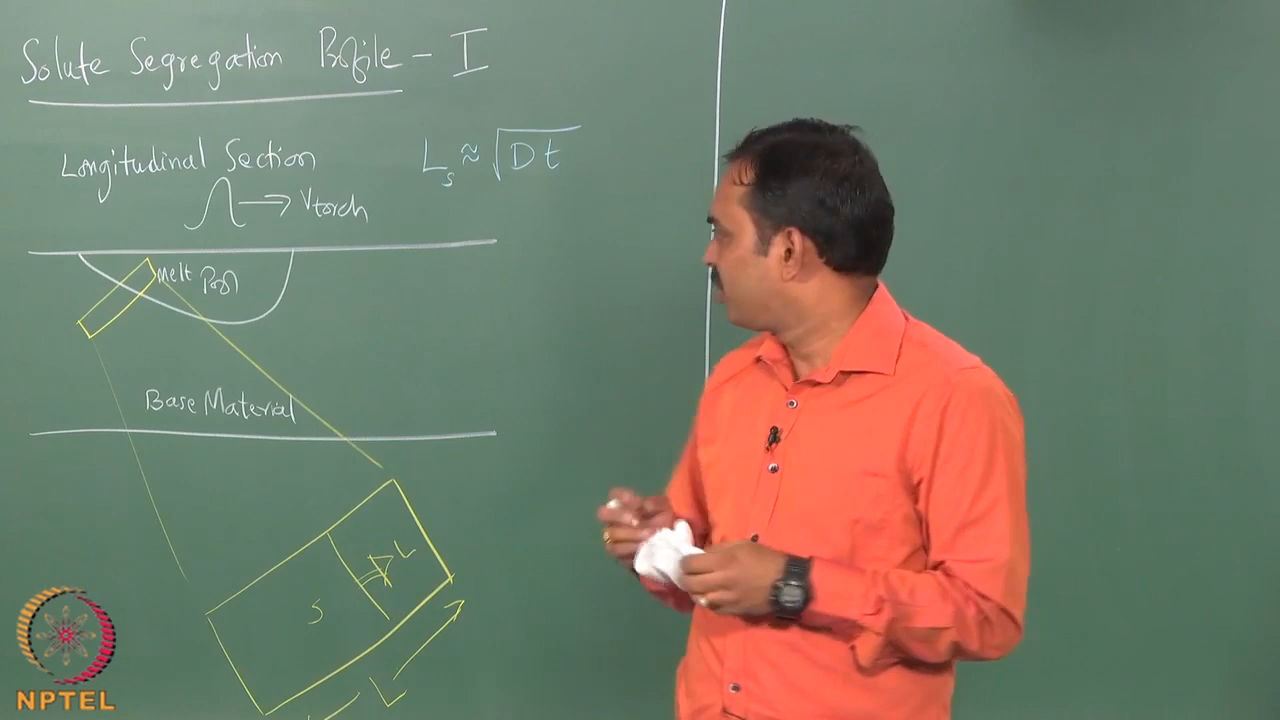 Solute Segregation Profile - I
Longitudinal Section
L_s ≈ √Dt
V_torch
Melt Pool
Base Material
L
S
L
NPTEL